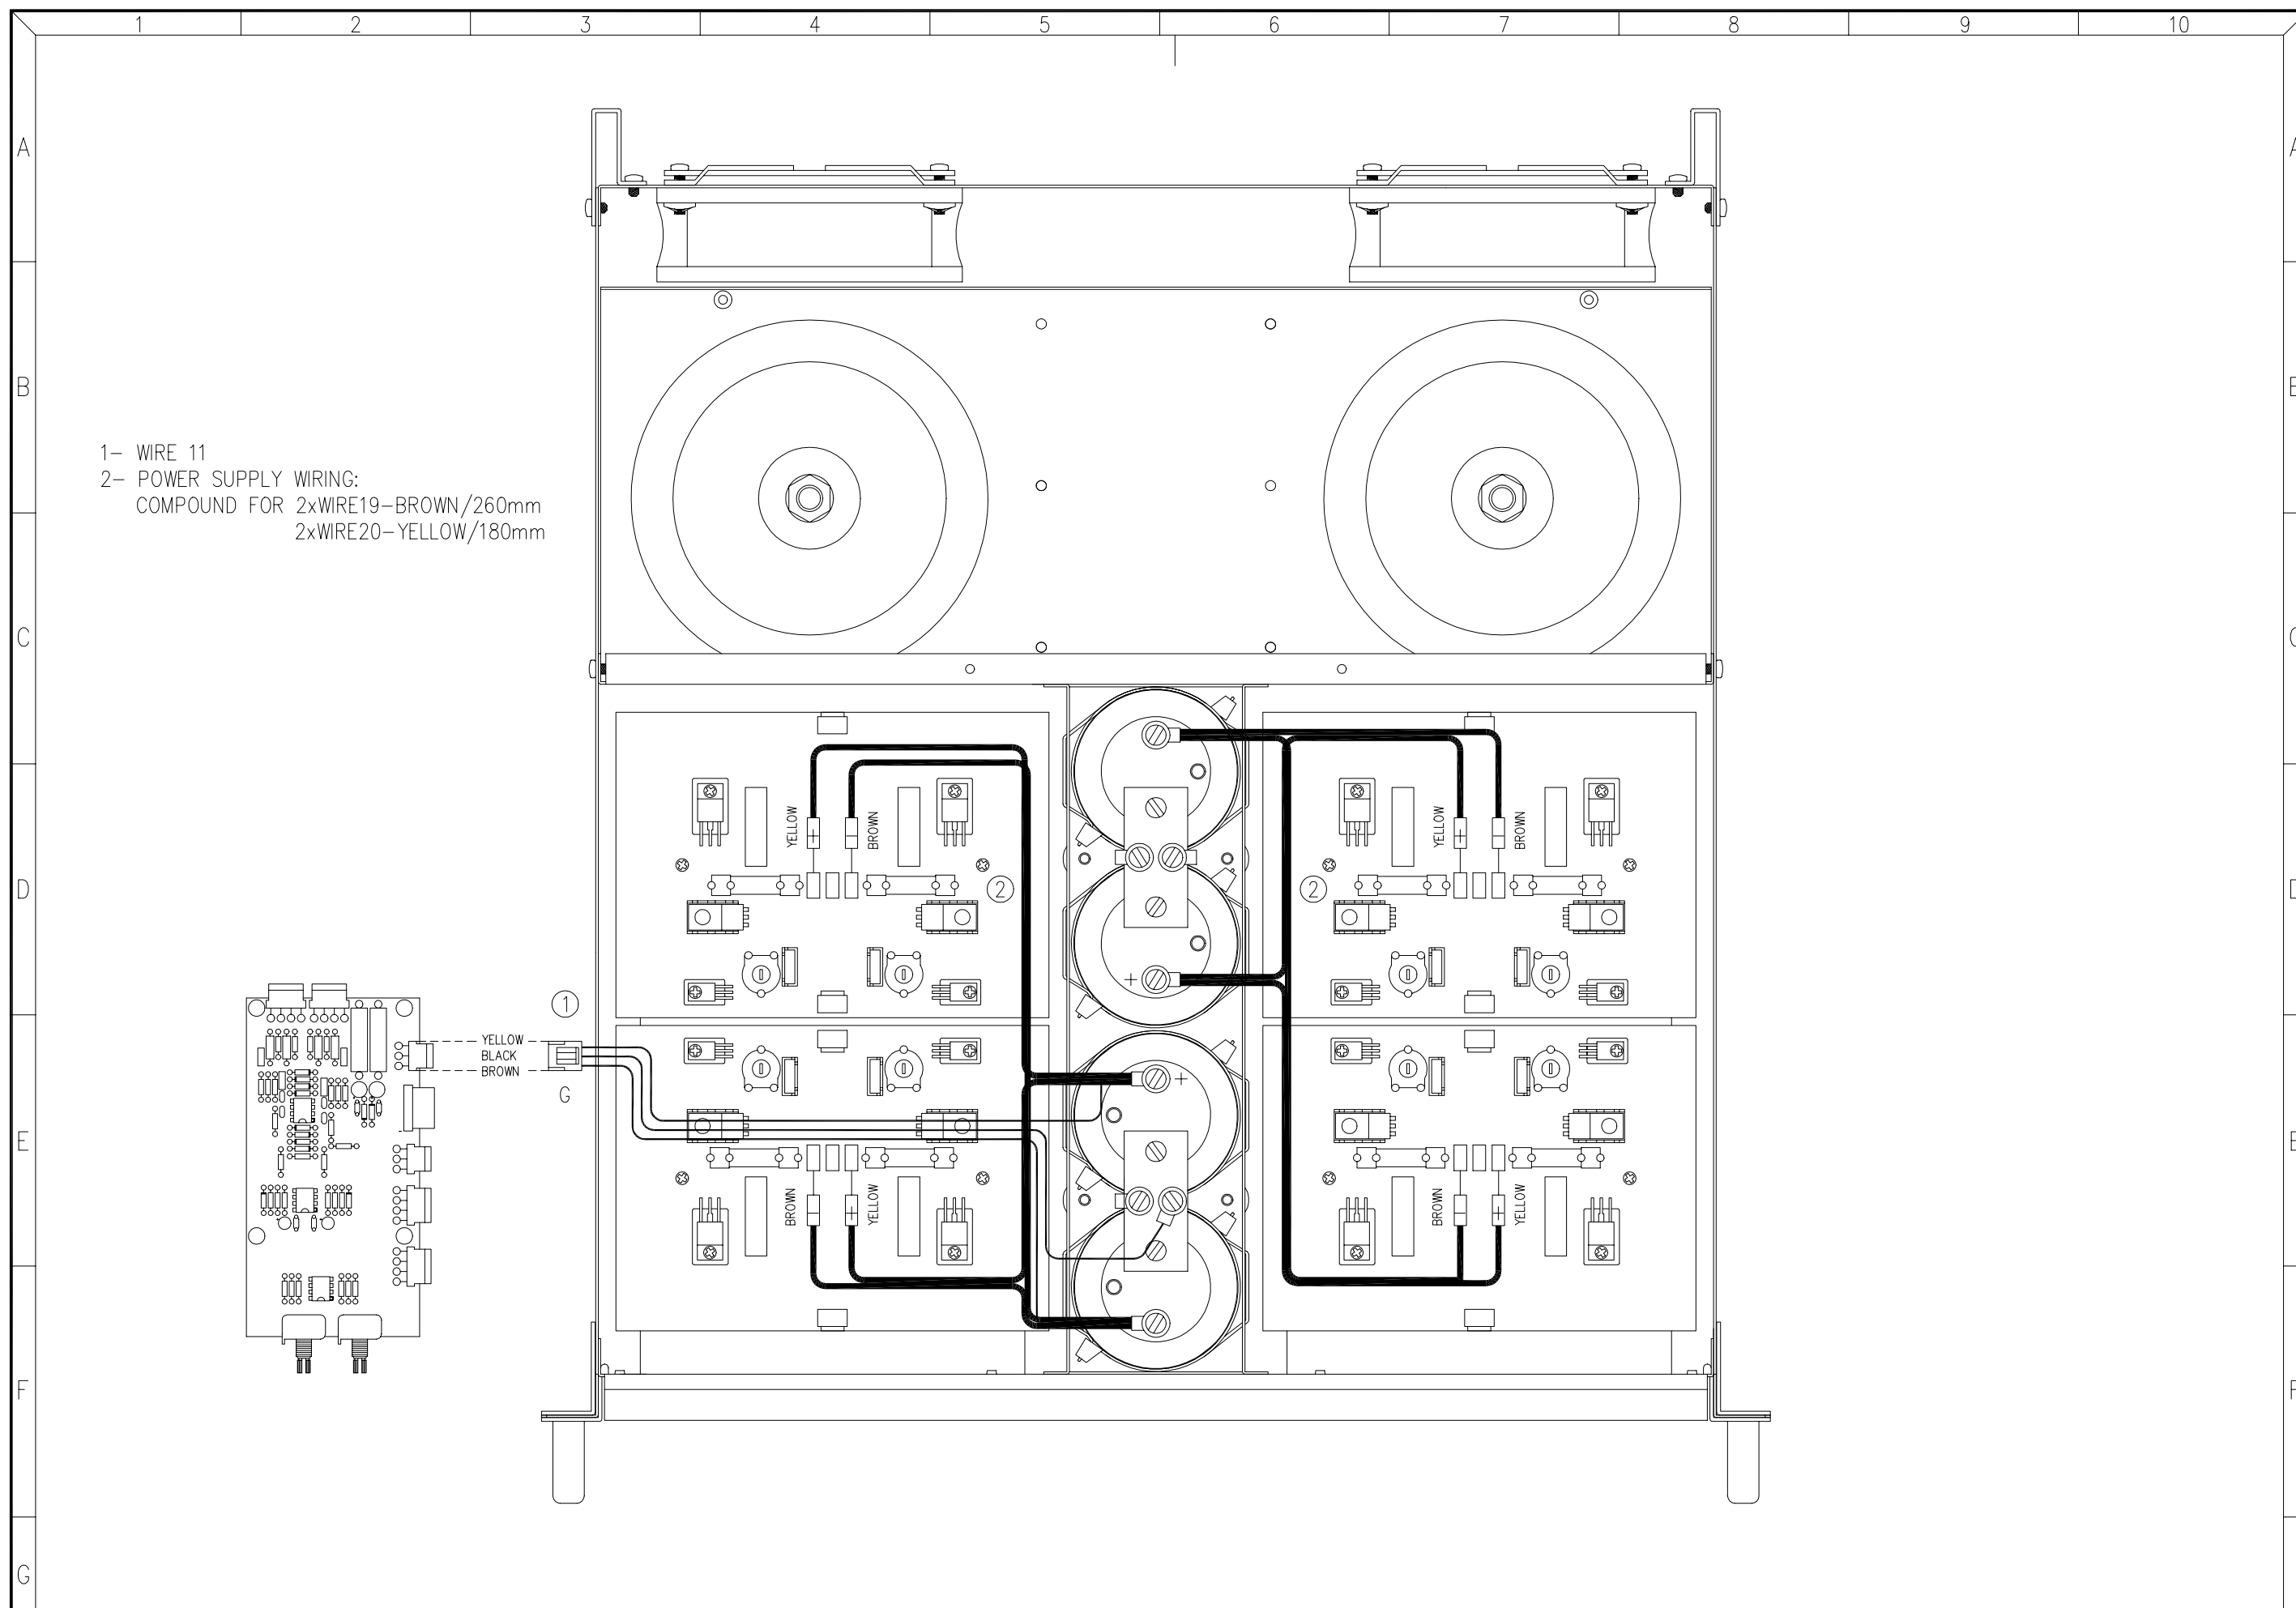 1 2 3 4 5 6 7 8 9 10
A A
B
1- WIRE 11
2- POWER SUPPLY WIRING:
COMPOUND FOR 2xWIRE19-BROWN/260mm
2xWIRE20-YELLOW/180mm
C
YELLOW BROWN YELLOW BROWN
+ - + -
D 2 2
+
1
YELLOW
BLACK
BROWN
G
+
E
BROWN YELLOW BROWN YELLOW
- + - +
F
G